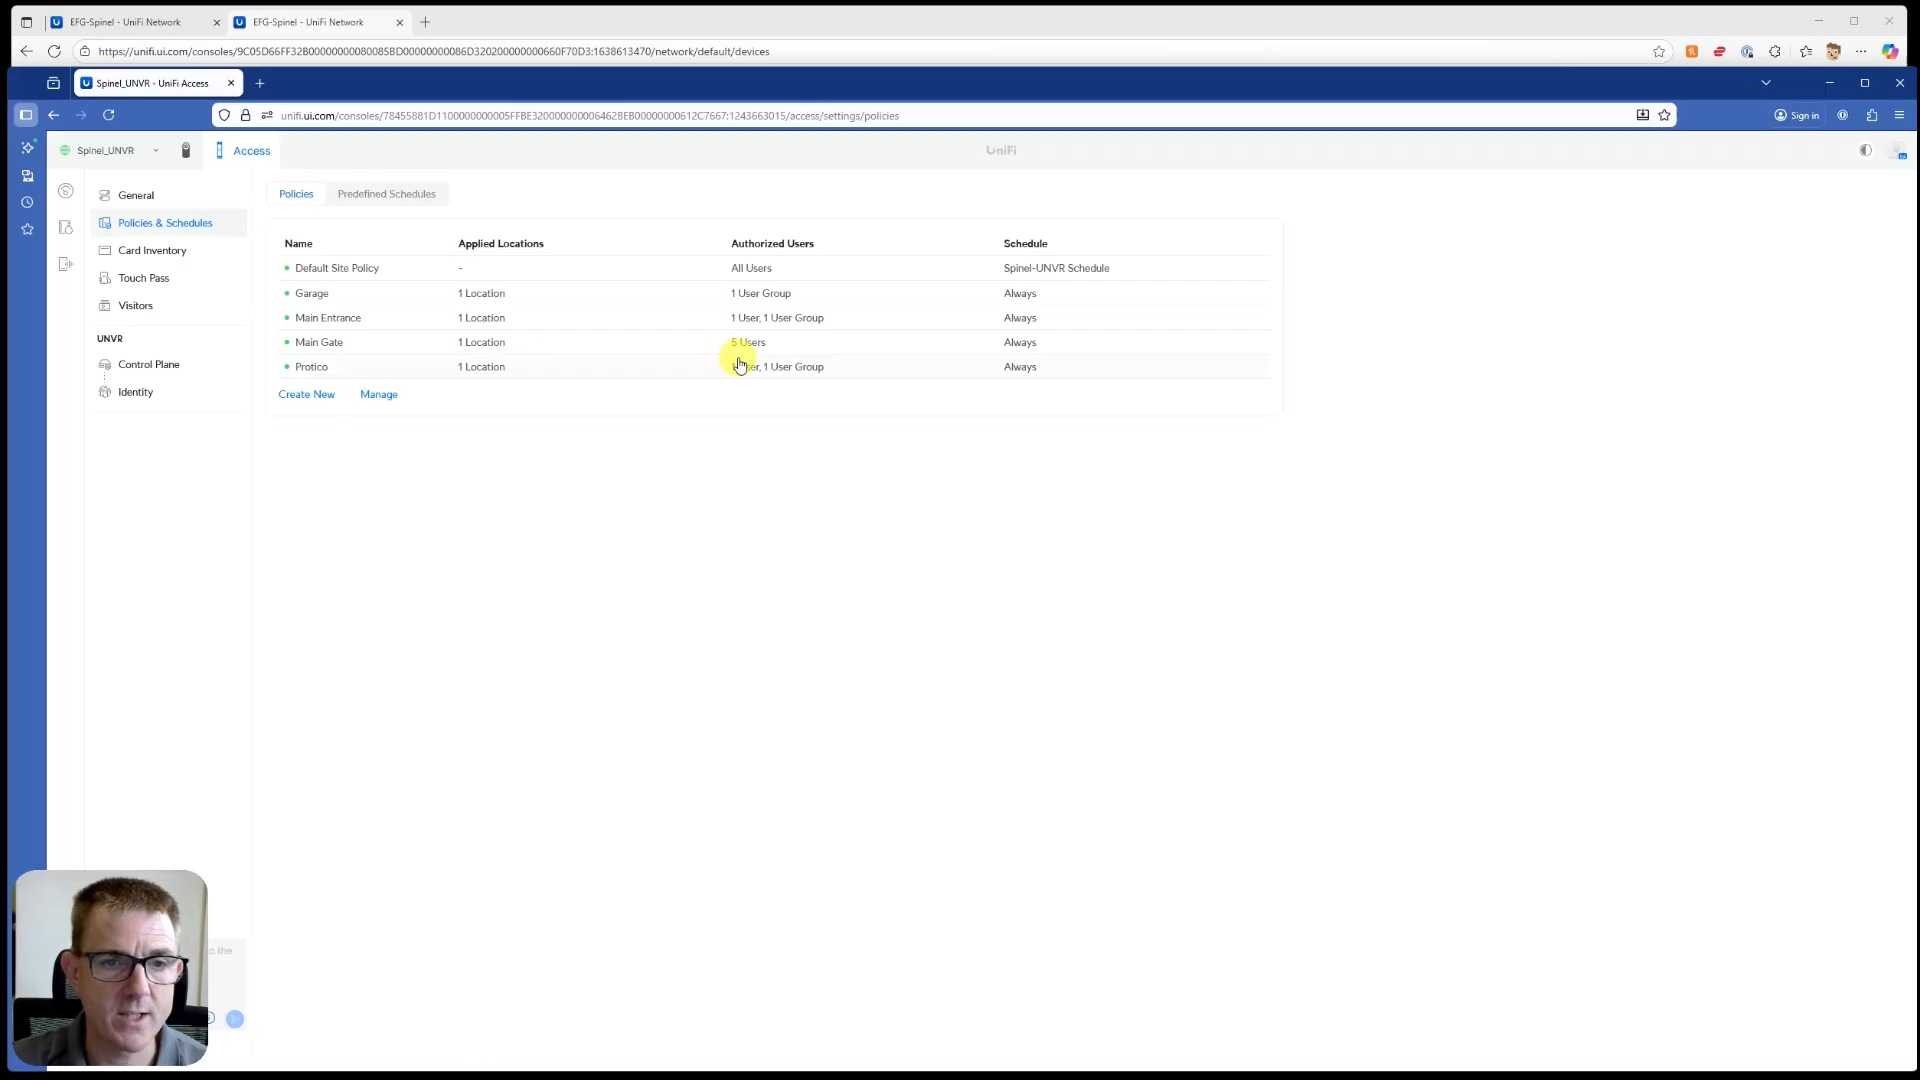 EFG-Spinel - UniFi Network
EFG-Spinel - UniFi Network
https://unifi.ui.com/consoles/9C05D66FF32B00000000080085BD00000000086D320200000000660F70D3:1638613470/network/default/devices
Spinel_UNVR - UniFi Access
unifi.ui.com/consoles/78455881D1100000000005FFBE320000000006462BEB00000000612C7667:1243663015/access/settings/policies
Sign in
Spinel_UNVR
Access
UniFi
General
Policies & Schedules
Card Inventory
Touch Pass
Visitors
UNVR
Control Plane
Identity
Policies
Predefined Schedules
Name Applied Locations Authorized Users Schedule
Default Site Policy - All Users Spinel-UNVR Schedule
Garage 1 Location 1 User Group Always
Main Entrance 1 Location 1 User, 1 User Group Always
Main Gate 1 Location 5 Users Always
Protico 1 Location 1 User, 1 User Group Always
Create New Manage
to the